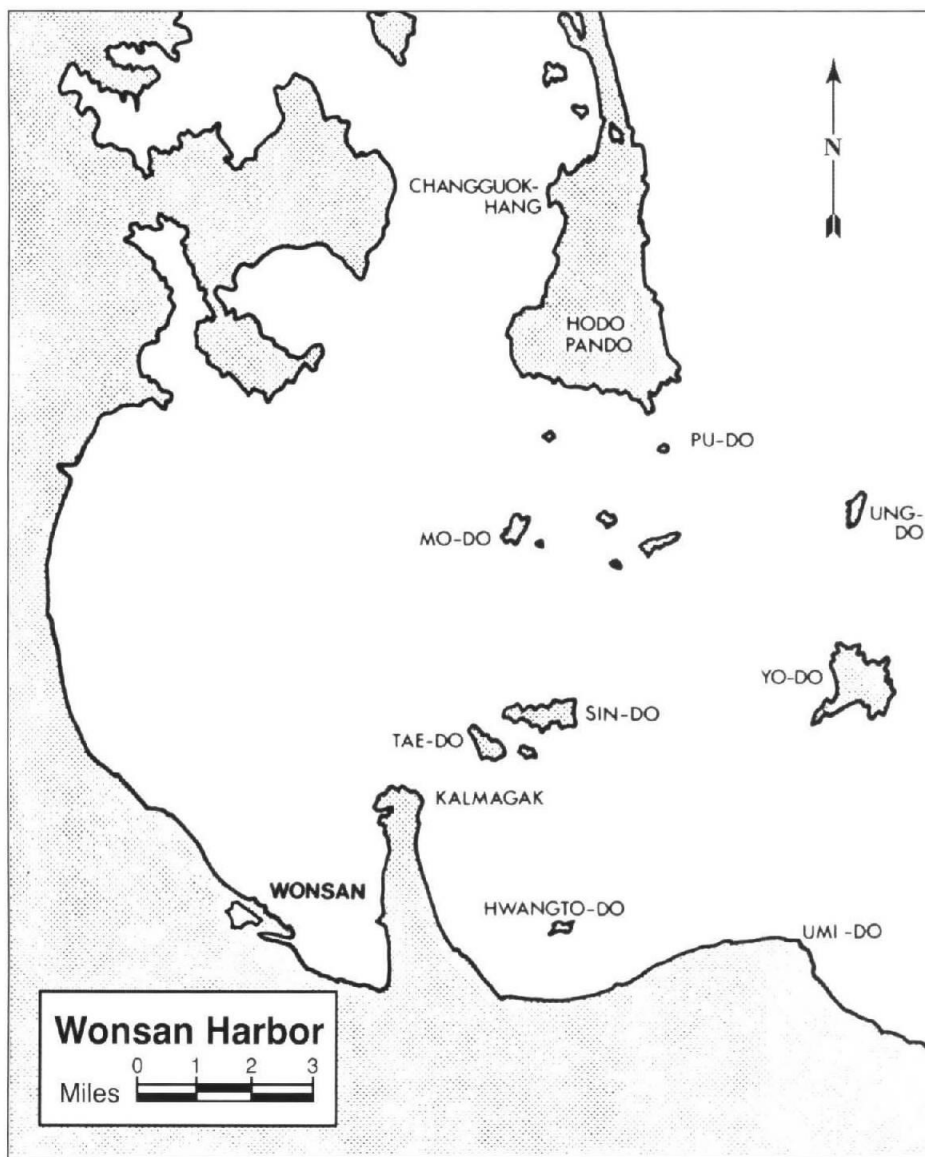 N
CHANGGUOK-
HANG
HODO
PANDO
PU-DO
UNG-
DO
MO-DO
YO-DO
SIN-DO
TAE-DO
KALMAGAK
WONSAN
HWANGTO-DO
UMI-DO
Wonsan Harbor
0 1 2 3
Miles